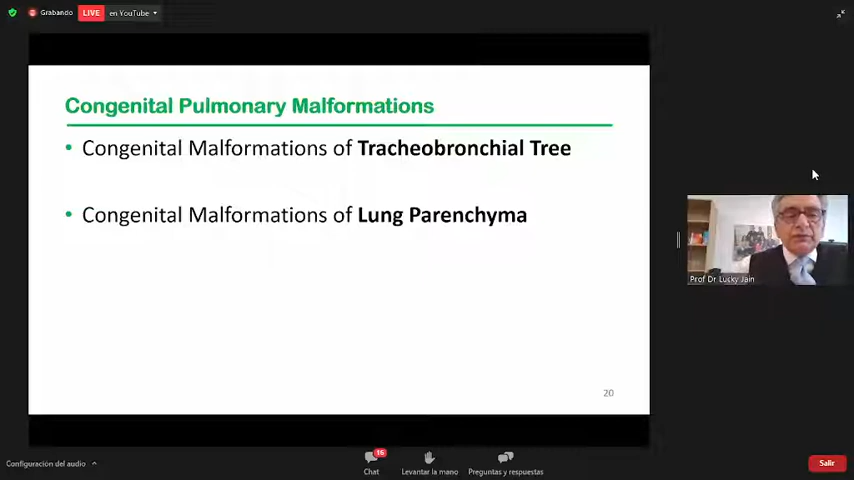 Grabando
LIVE
en YouTube
Congenital Pulmonary Malformations
• Congenital Malformations of Tracheobronchial Tree
• Congenital Malformations of Lung Parenchyma
20
Prof Dr Lucky Jain
Configuración del audio
16
Chat
Levantar la mano
Preguntas y respuestas
Salir